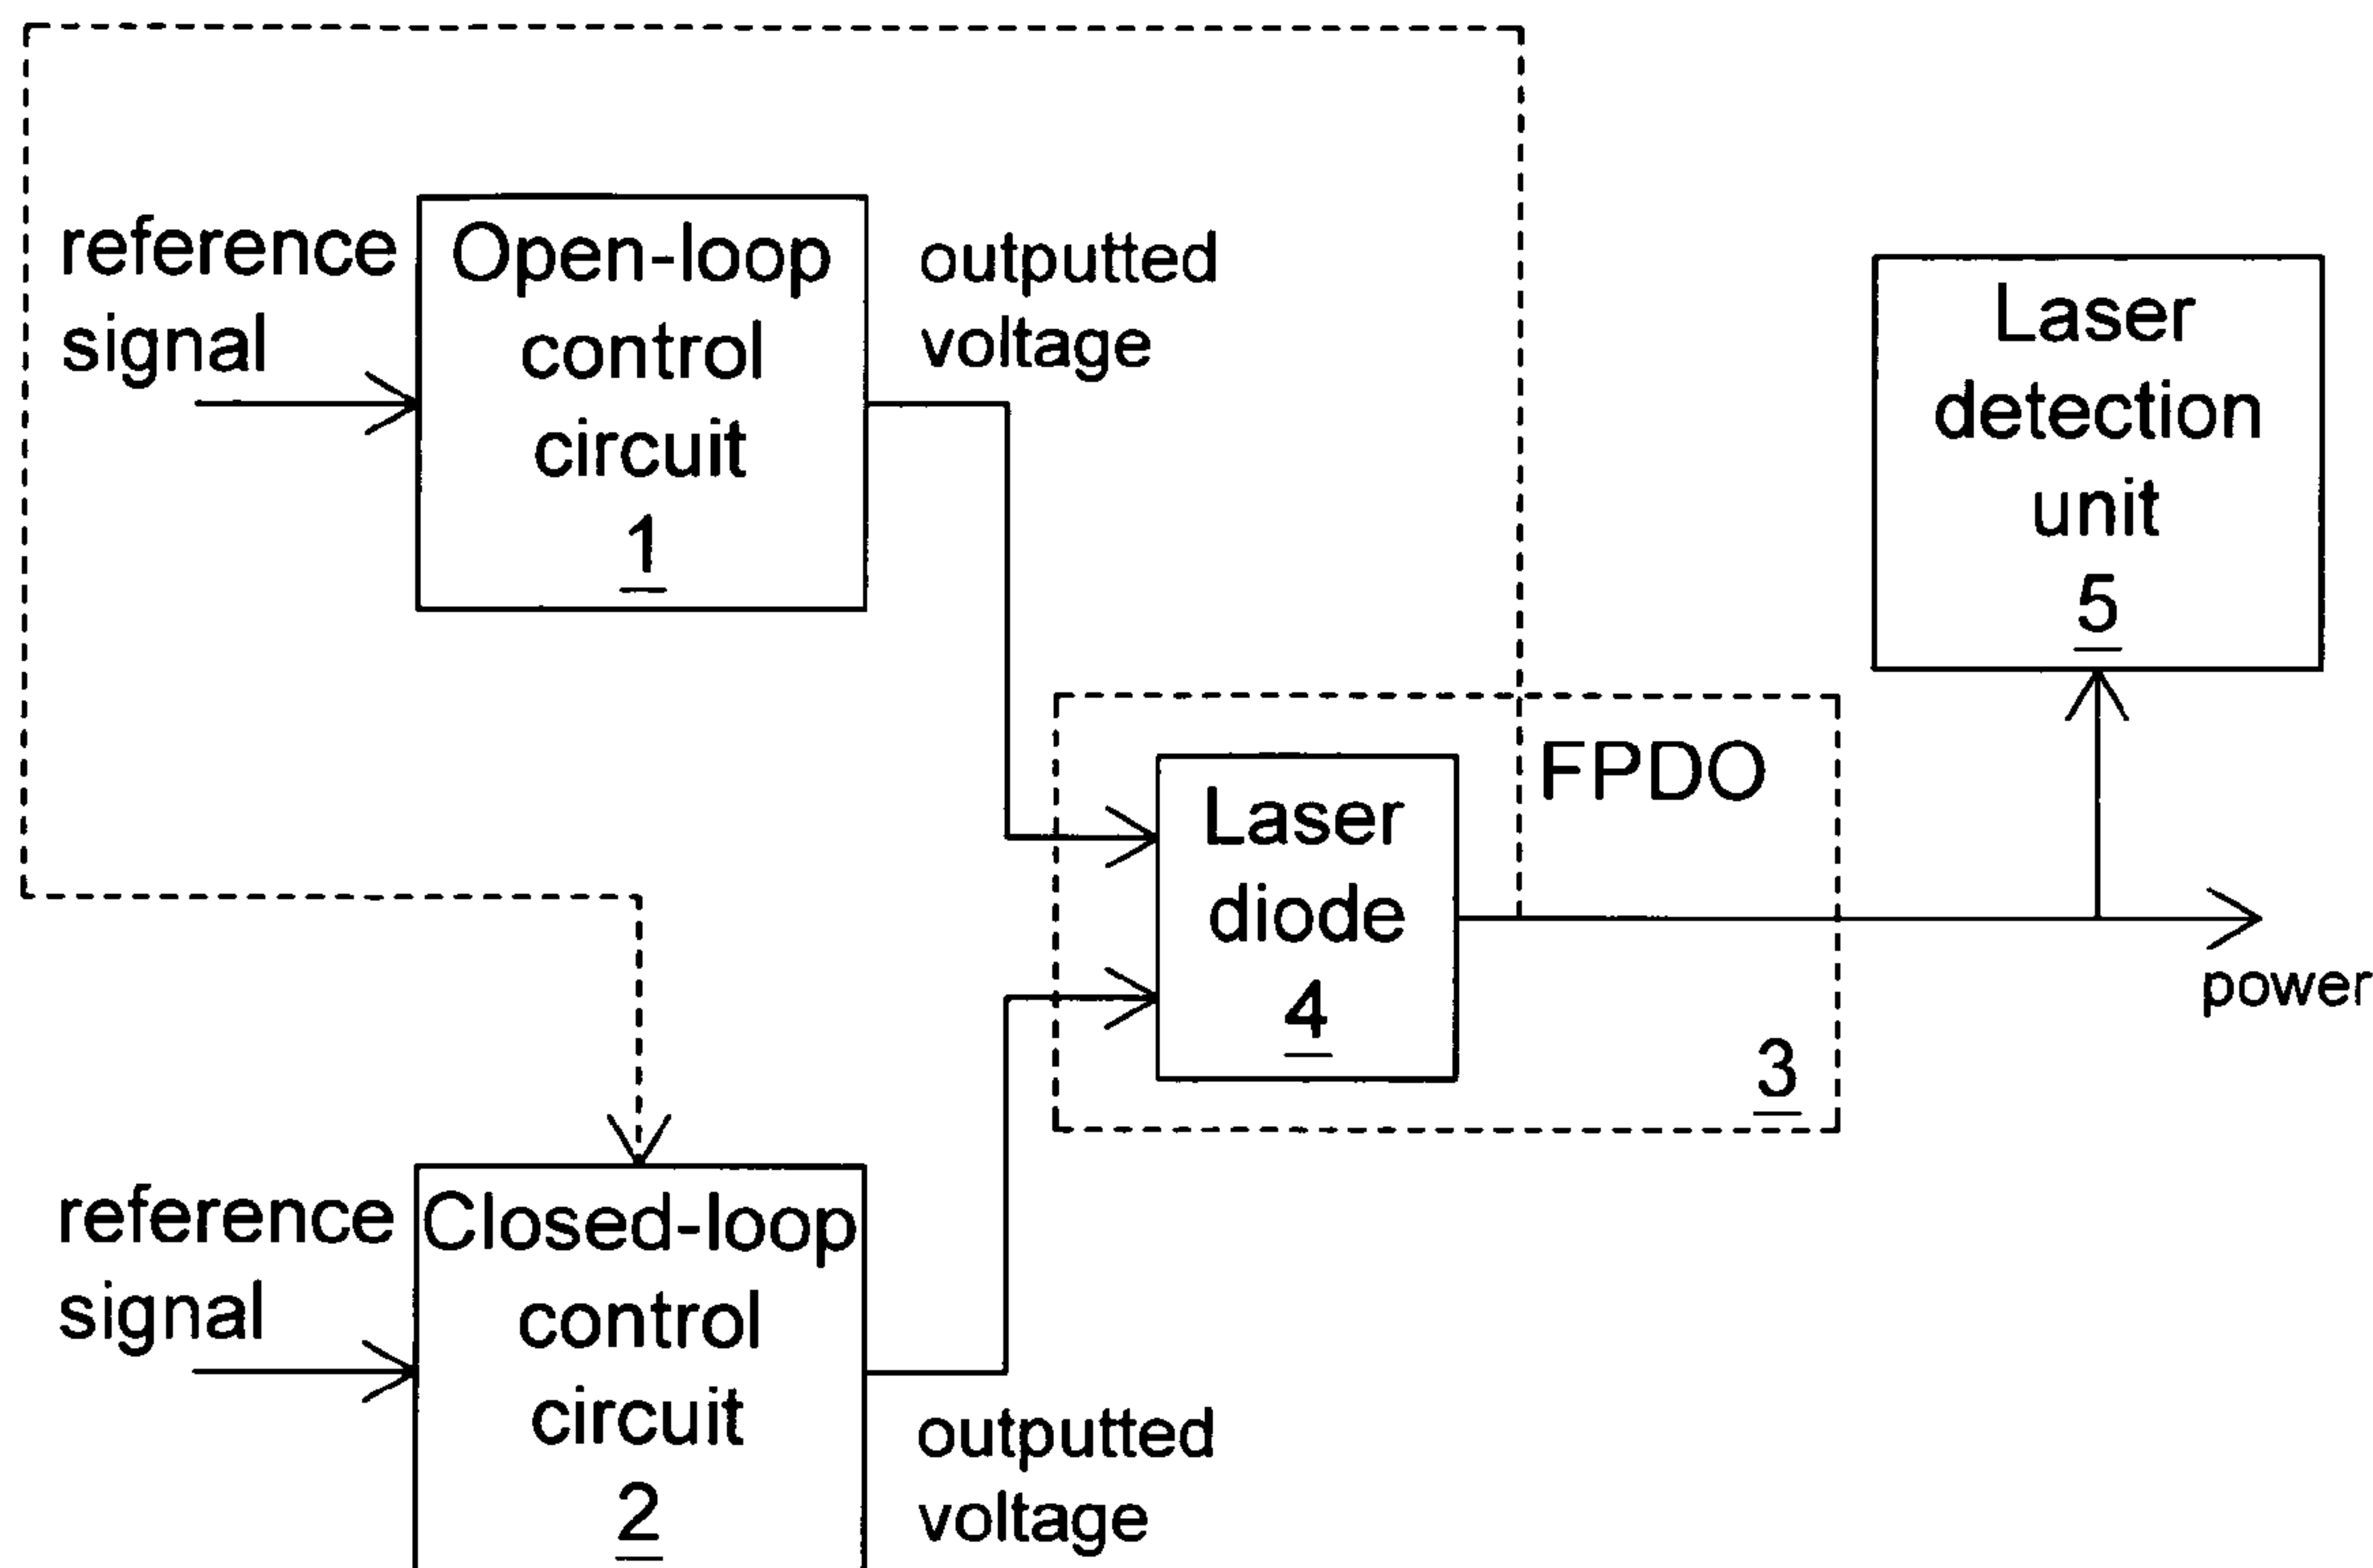 reference
signal
Open-loop
control
circuit
1
outputted
voltage
Laser
detection
unit
5
FPDO
Laser
diode
4
3
power
reference
signal
Closed-loop
control
circuit
2
outputted
voltage